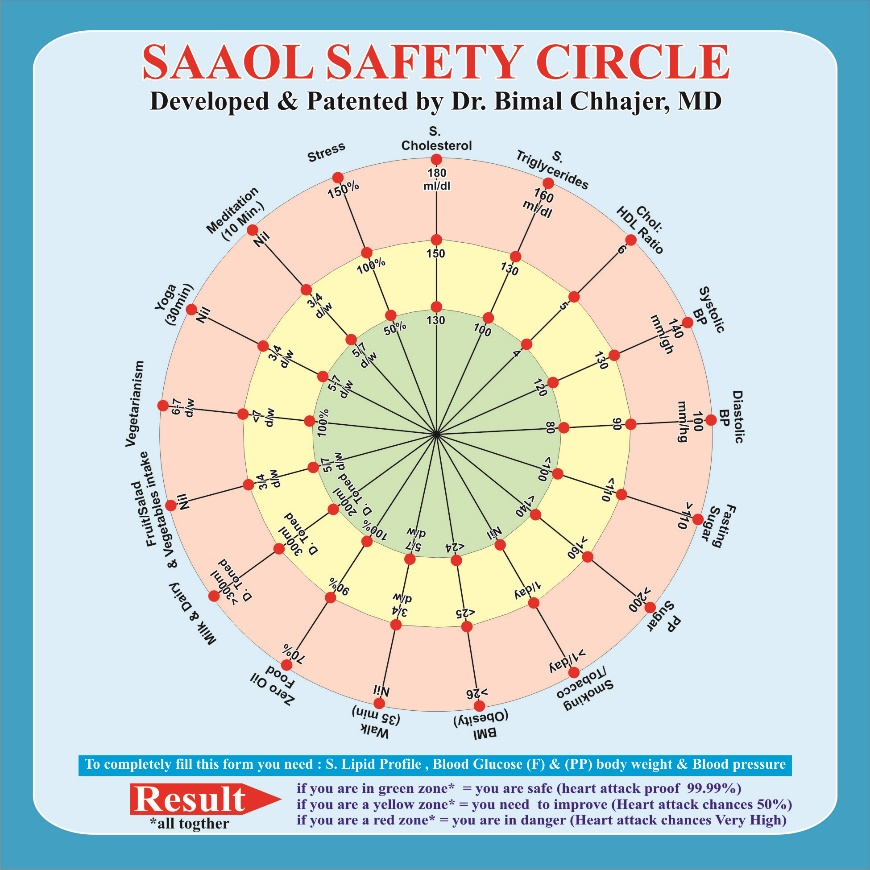 SAAOL SAFETY CIRCLE
Developed & Patented by Dr. Bimal Chhajer, MD
S.
Cholesterol
180
ml/dl
150
130
S.
Triglycerides
160
ml/dl
130
100
Chol:
HDL Ratio
6
5
4
Systolic
BP
140
mm/gh
130
120
Diastolic
BP
100
mm/hg
90
80
Fasting
Sugar
>110
<110
<100
PP
Sugar
>200
>160
<140
Smoking
/Tobacco
>1/day
1/day
Nil
BMI
(Obesity)
>26
<25
<24
Walk
(35 min)
Nil
3/4
d/w
5/7
d/w
Zero Oil
Food
70%
90%
100%
Milk & Dairy
>300ml
D. Toned
300ml
D. Toned
200ml
D. Toned
Fruit/Salad
& Vegetables intake
Nil
3/4
d/w
5/7
d/w
Vegetarianism
6-7
d/w
<7
d/w
100%
Yoga
(30min)
Nil
3/4
d/w
5-7
d/w
Meditation
(10 Min.)
Nil
3/4
d/w
5/7
d/w
Stress
150%
100%
50%
To completely fill this form you need : S. Lipid Profile , Blood Glucose (F) & (PP) body weight & Blood pressure
Result
*all togther
if you are in green zone* = you are safe (heart attack proof 99.99%)
if you are a yellow zone* = you need to improve (Heart attack chances 50%)
if you are a red zone* = you are in danger (Heart attack chances Very High)